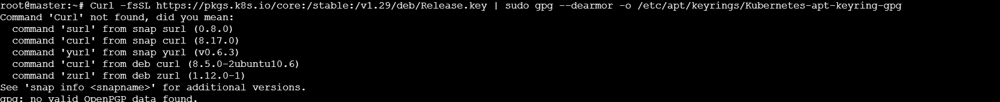 root@master:~# Curl -fsSL https://pkgs.k8s.io/core:/stable:/v1.29/deb/Release.key | sudo gpg --dearmor -o /etc/apt/keyrings/Kubernetes-apt-keyring-gpg
Command 'Curl' not found, did you mean:
  command 'surl' from snap surl (0.8.0)
  command 'curl' from snap curl (8.17.0)
  command 'yurl' from snap yurl (v0.6.3)
  command 'curl' from deb curl (8.5.0-2ubuntu10.6)
  command 'zurl' from deb zurl (1.12.0-1)
See 'snap info <snapname>' for additional versions.
gpg: no valid OpenPGP data found.